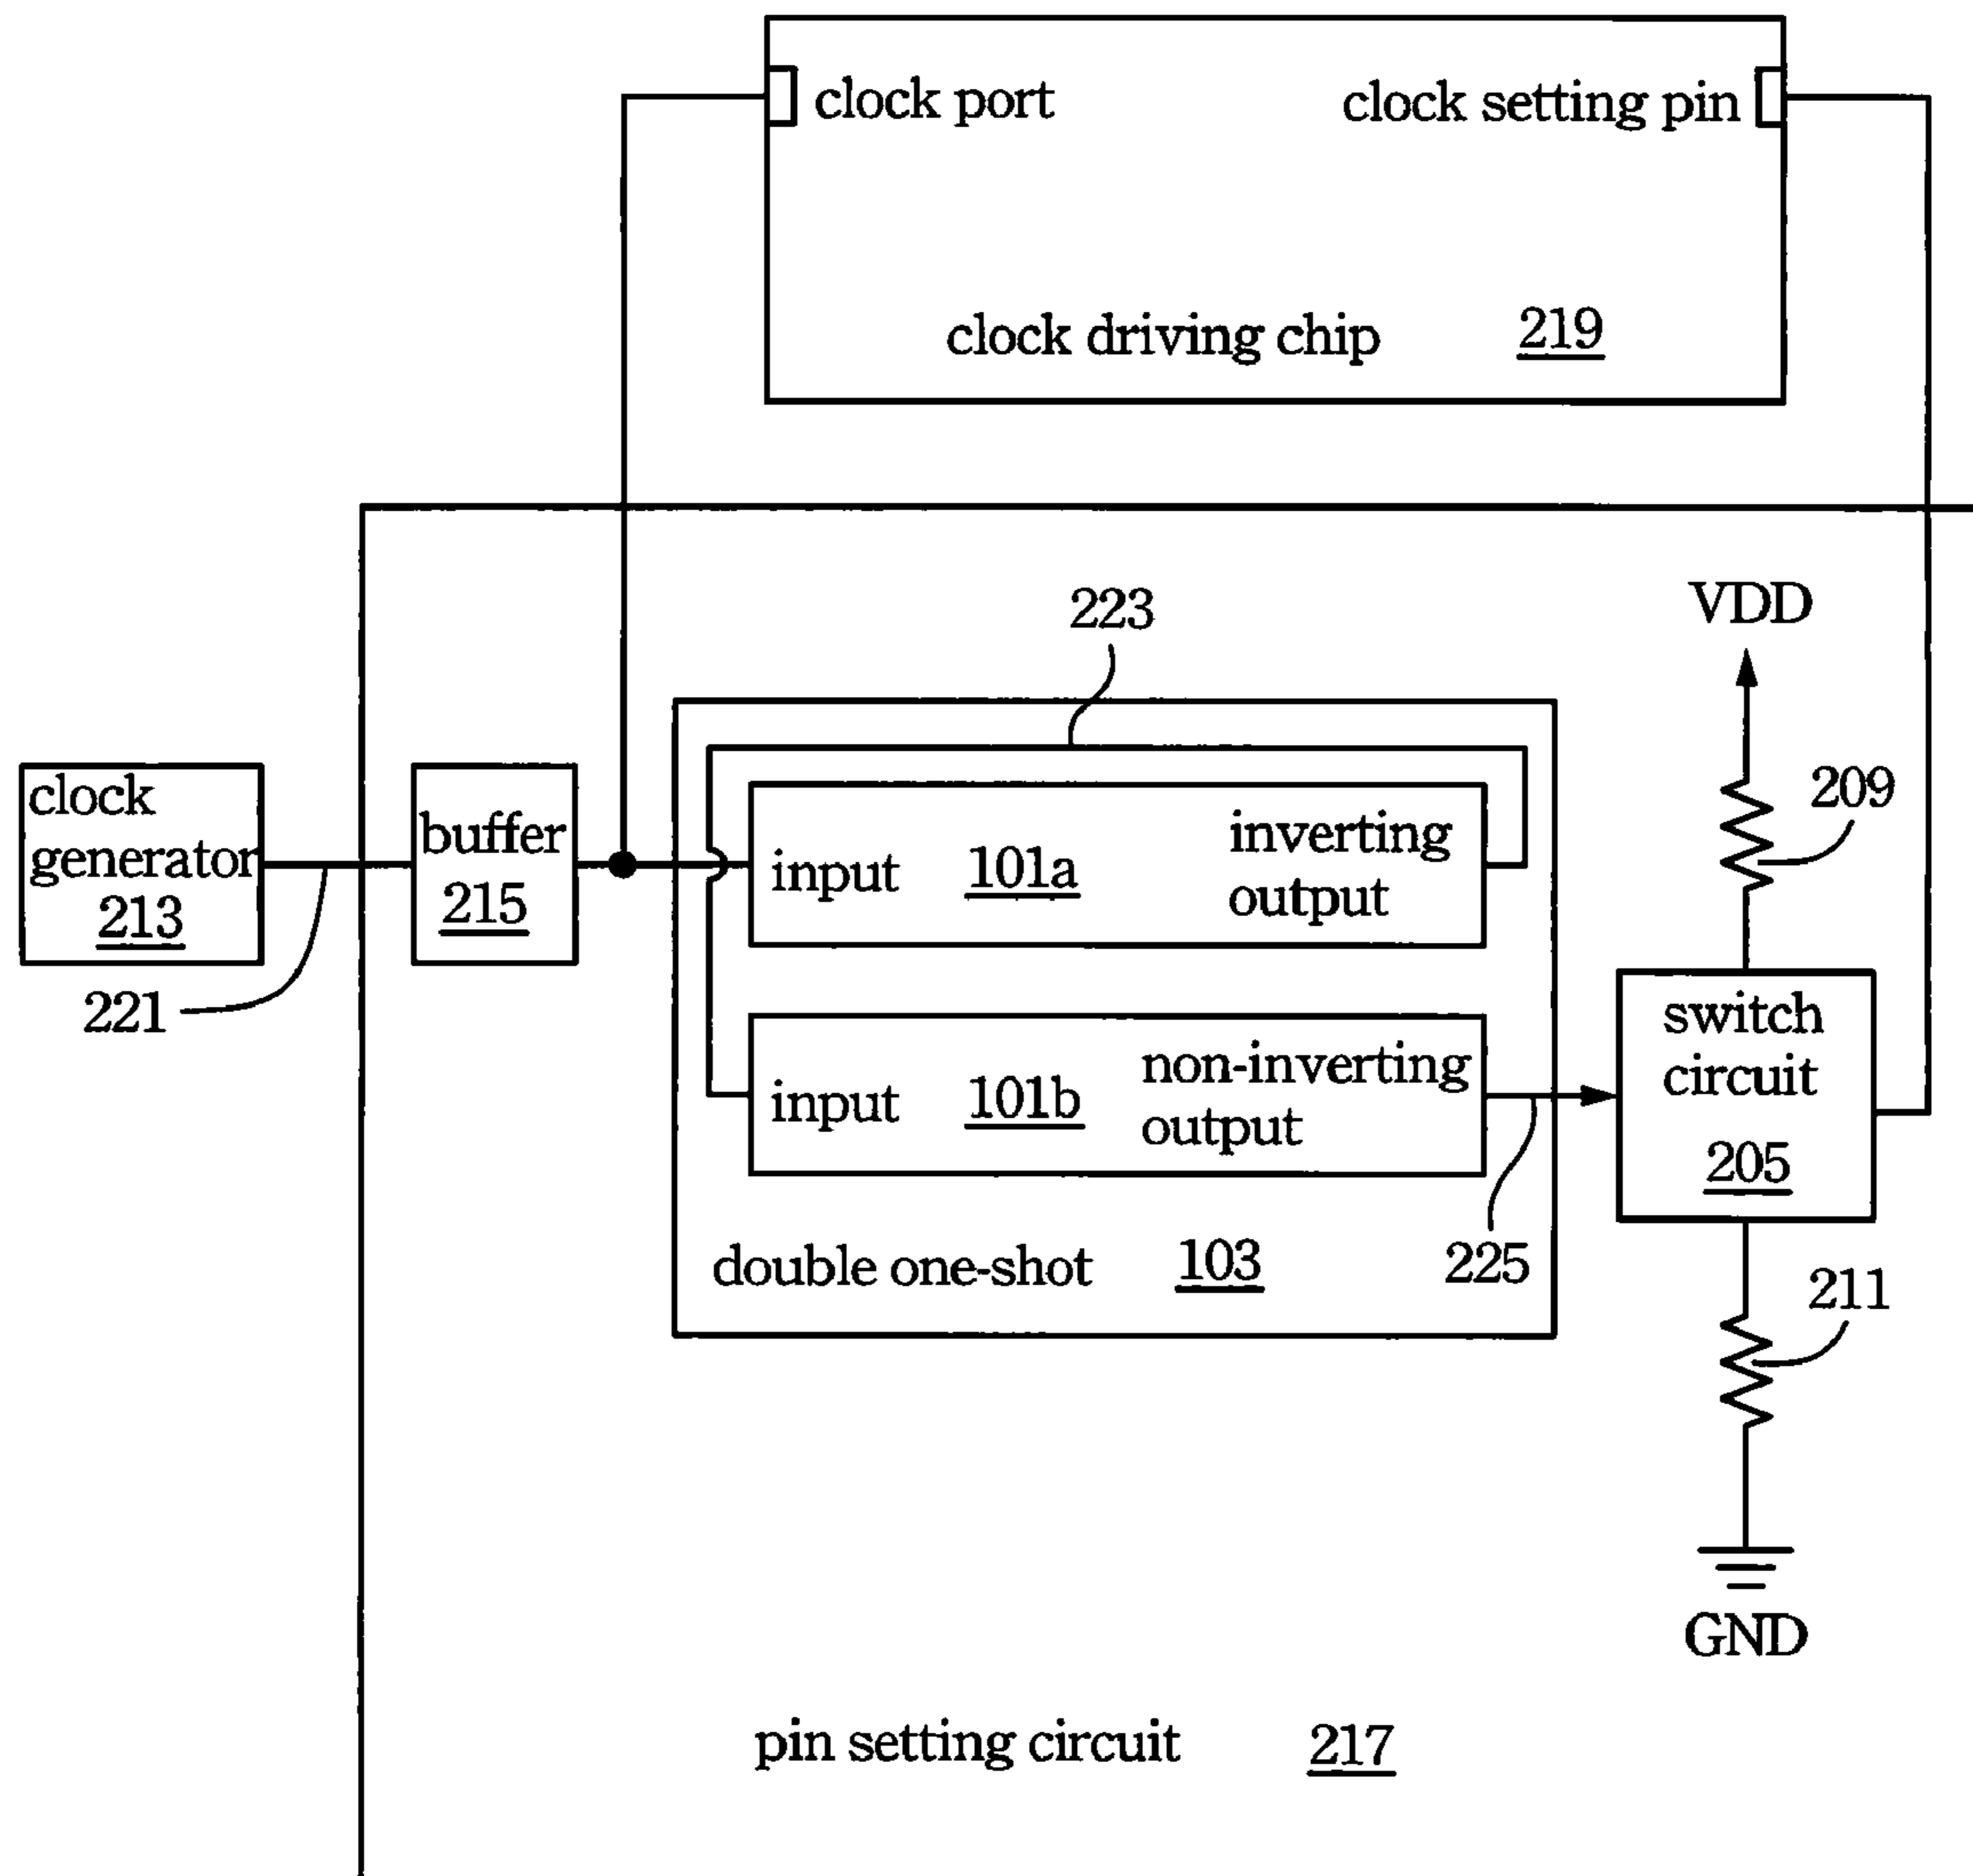 clock port
clock setting pin
clock driving chip 219
223
VDD
209
clock
generator
213
buffer
215
input 101a inverting
output
221
input 101b non-inverting
output
switch
circuit
205
double one-shot 103
225
211
GND
pin setting circuit 217